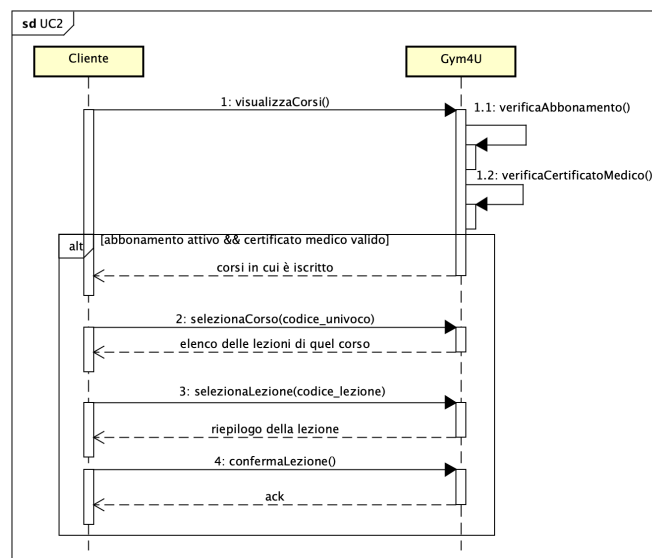 sd UC2
Cliente
Gym4U
1: visualizzaCorsi()
1.1: verificaAbbonamento()
1.2: verificaCertificatoMedico()
alt
[abbonamento attivo && certificato medico valido]
corsi in cui è iscritto
2: selezionaCorso(codice_univoco)
elenco delle lezioni di quel corso
3: selezionaLezione(codice_lezione)
riepilogo della lezione
4: confermaLezione()
ack